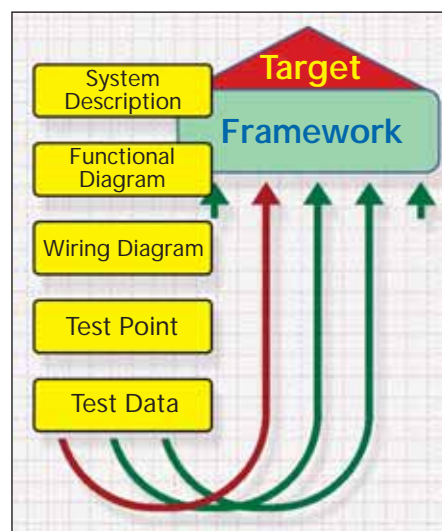 Target
Framework
System
Description
Functional
Diagram
Wiring Diagram
Test Point
Test Data